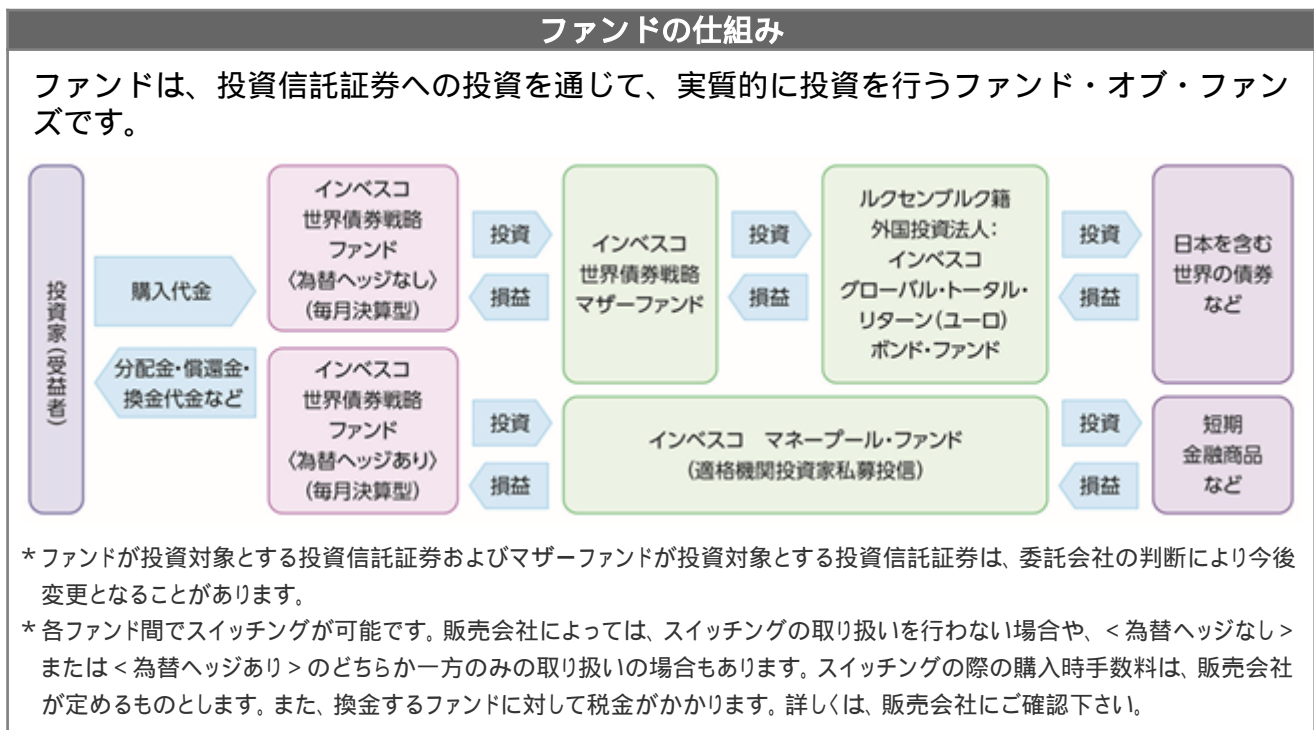 ファンドの仕組み
ファンドは、投資信託証券への投資を通じて、実質的に投資を行うファンド・オブ・ファン
ズです。
投資家(受益者)
購入代金
分配金・償還金・
換金代金など
インベスコ
世界債券戦略
ファンド
〈為替ヘッジなし〉
(毎月決算型)
インベスコ
世界債券戦略
ファンド
〈為替ヘッジあり〉
(毎月決算型)
投資
損益
投資
損益
インベスコ
世界債券戦略
マザーファンド
投資
損益
ルクセンブルク籍
外国投資法人:
インベスコ
グローバル・トータル・
リターン(ユーロ)
ボンド・ファンド
インベスコ マネープール・ファンド
(適格機関投資家私募投信)
投資
損益
投資
損益
日本を含む
世界の債券
など
短期
金融商品
など
*ファンドが投資対象とする投資信託証券およびマザーファンドが投資対象とする投資信託証券は、委託会社の判断により今後
変更となることがあります。
*各ファンド間でスイッチングが可能です。販売会社によっては、スイッチングの取り扱いを行わない場合や、<為替ヘッジなし>
または<為替ヘッジあり>のどちらか一方のみの取り扱いの場合もあります。スイッチングの際の購入時手数料は、販売会社
が定めるものとします。また、換金するファンドに対して税金がかかります。詳しくは、販売会社にご確認下さい。